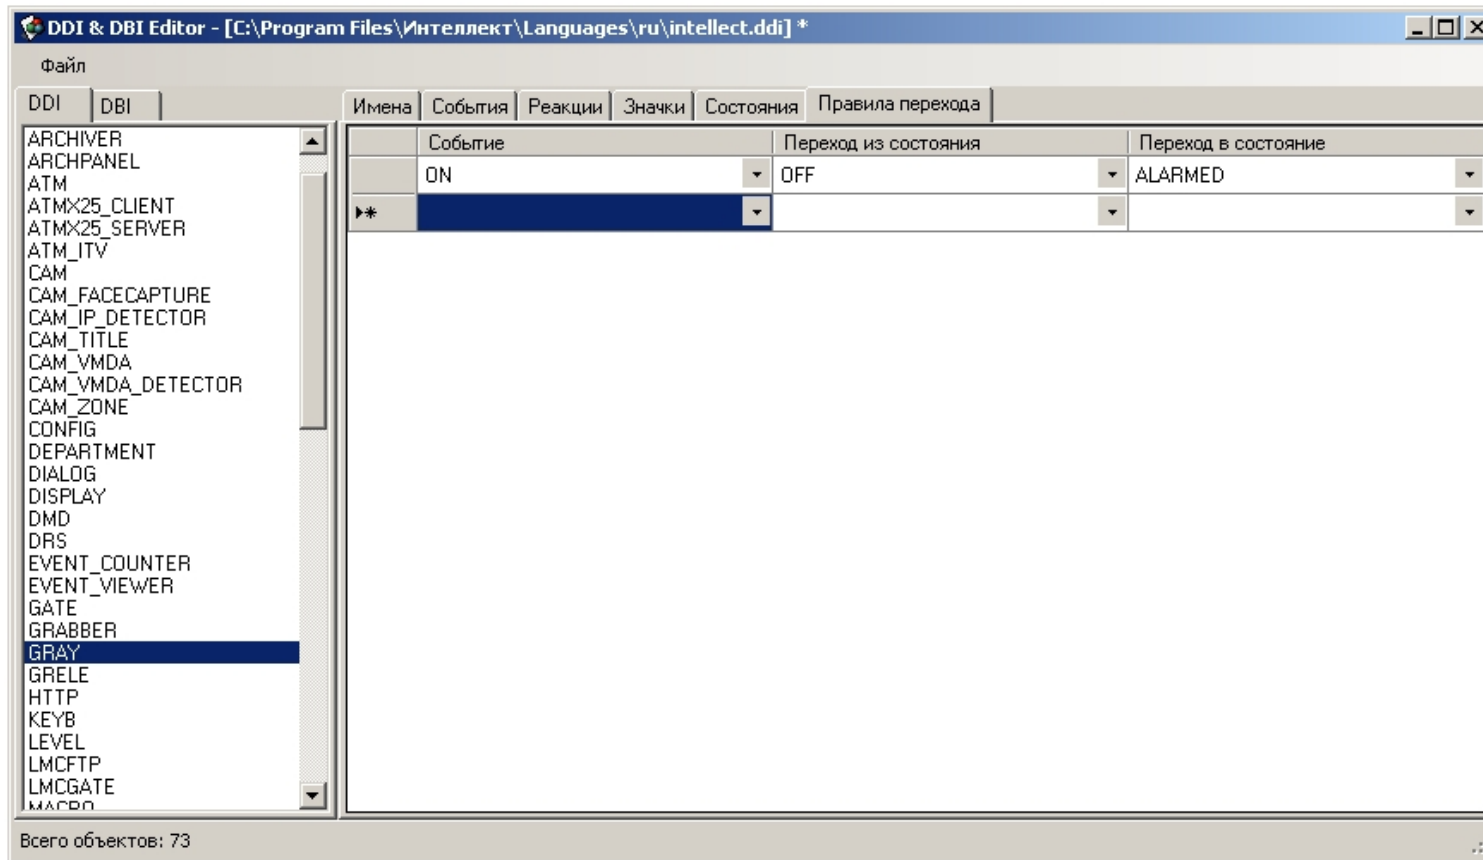 DDI & DBI Editor - [C:\Program Files\Интеллект\Languages\ru\intellect.ddi] *
Файл
DDI DBI
Имена События Реакции Значки Состояния Правила перехода
Событие Переход из состояния Переход в состояние
ON OFF ALARMED
ARCHIVER
ARCHPANEL
ATM
ATMX25_CLIENT
ATMX25_SERVER
ATM_ITV
CAM
CAM_FACECAPTURE
CAM_IP_DETECTOR
CAM_TITLE
CAM_VMDA
CAM_VMDA_DETECTOR
CAM_ZONE
CONFIG
DEPARTMENT
DIALOG
DISPLAY
DMD
DRS
EVENT_COUNTER
EVENT_VIEWER
GATE
GRABBER
GRAY
GRELE
HTTP
KEYB
LEVEL
LMCFTP
LMCGATE
MACRO
Всего объектов: 73